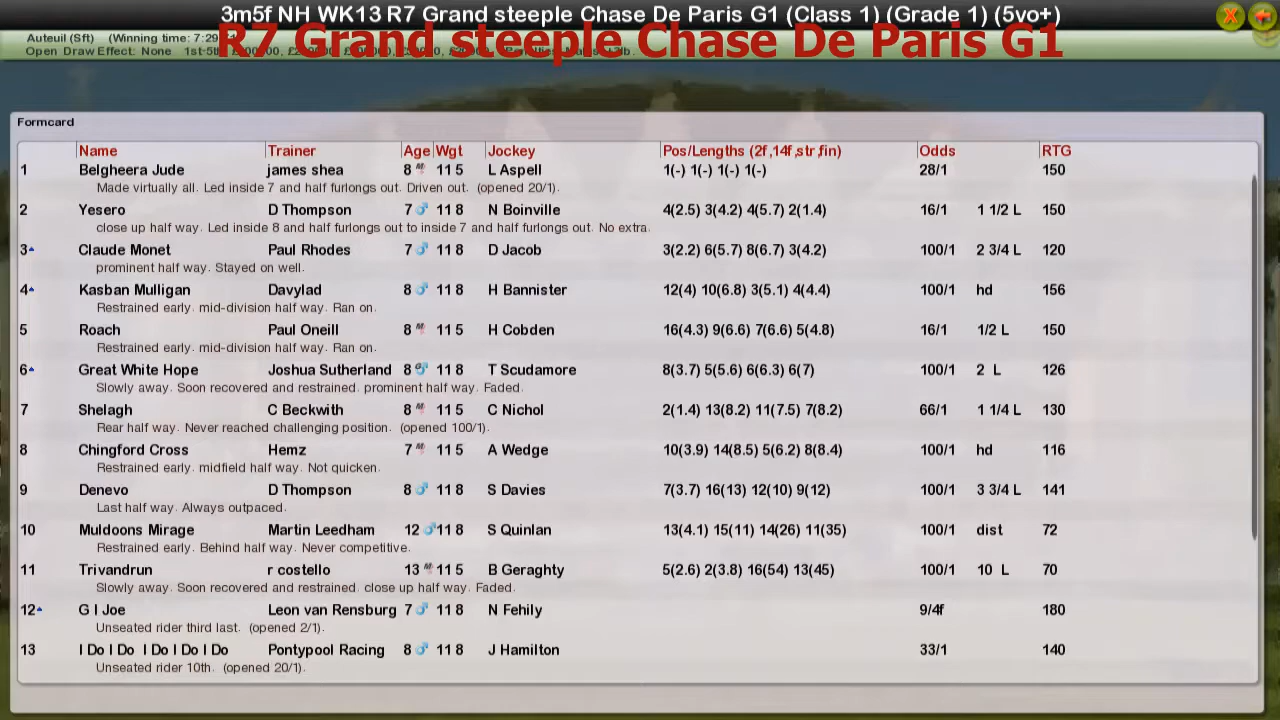 3m5f NH WK13 R7 Grand steeple Chase De Paris G1 (Class 1) (Grade 1) (5yo+)
R7 Grand steeple Chase De Paris G1
Auteuil (Sft) (Winning time: 7:29
Open Draw Effect: None 1st-5th
Formcard
Name Trainer Age Wgt Jockey Pos/Lengths (2f,14f,str,fin) Odds RTG
1 Belgheera Jude james shea 8 11 5 L Aspell 1(-) 1(-) 1(-) 1(-) 28/1 150
Made virtually all. Led inside 7 and half furlongs out. Driven out. (opened 20/1).
2 Yesero D Thompson 7 11 8 N Boinville 4(2.5) 3(4.2) 4(5.7) 2(1.4) 16/1 1 1/2 L 150
close up half way. Led inside 8 and half furlongs out to inside 7 and half furlongs out. No extra.
3 Claude Monet Paul Rhodes 7 11 8 D Jacob 3(2.2) 6(5.7) 8(6.7) 3(4.2) 100/1 2 3/4 L 120
prominent half way. Stayed on well.
4 Kasban Mulligan Davylad 8 11 8 H Bannister 12(4) 10(6.8) 3(5.1) 4(4.4) 100/1 hd 156
Restrained early. mid-division half way. Ran on.
5 Roach Paul Oneill 8 11 5 H Cobden 16(4.3) 9(6.6) 7(6.6) 5(4.8) 16/1 1/2 L 150
Restrained early. mid-division half way. Ran on.
6 Great White Hope Joshua Sutherland 8 11 8 T Scudamore 8(3.7) 5(5.6) 6(6.3) 6(7) 100/1 2 L 126
Slowly away. Soon recovered and restrained. prominent half way. Faded.
7 Shelagh C Beckwith 8 11 5 C Nichol 2(1.4) 13(8.2) 11(7.5) 7(8.2) 66/1 1 1/4 L 130
Rear half way. Never reached challenging position. (opened 100/1).
8 Chingford Cross Hemz 7 11 5 A Wedge 10(3.9) 14(8.5) 5(6.2) 8(8.4) 100/1 hd 116
Restrained early. midfield half way. Not quicken.
9 Denevo D Thompson 8 11 8 S Davies 7(3.7) 16(13) 12(10) 9(12) 100/1 3 3/4 L 141
Last half way. Always outpaced.
10 Muldoons Mirage Martin Leedham 12 11 8 S Quinlan 13(4.1) 15(11) 14(26) 11(35) 100/1 dist 72
Restrained early. Behind half way. Never competitive.
11 Trivandrun r costello 13 11 5 B Geraghty 5(2.6) 2(3.8) 16(54) 13(45) 100/1 10 L 70
Slowly away. Soon recovered and restrained. close up half way. Faded.
12 G I Joe Leon van Rensburg 7 11 8 N Fehily 9/4f 180
Unseated rider third last. (opened 2/1).
13 I Do I Do I Do I Do I Do Pontypool Racing 8 11 8 J Hamilton 33/1 140
Unseated rider 10th. (opened 20/1).